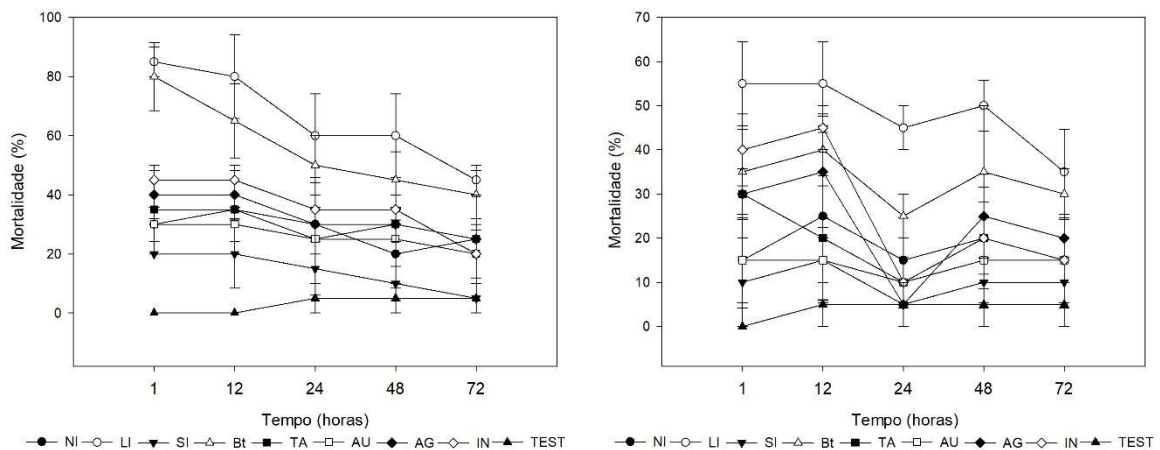 100
80
60
40
20
0
Mortalidade (%)
1 12 24 48 72
Tempo (horas)
NI LI SI Bt TA AU AG IN TEST
70
60
50
40
30
20
10
0
Mortalidade (%)
1 12 24 48 72
Tempo (horas)
NI LI SI Bt TA AU AG IN TEST